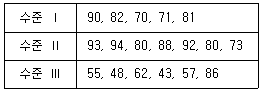 수준 Ⅰ 90, 82, 70, 71, 81
수준 Ⅱ 93, 94, 80, 88, 92, 80, 73
수준 Ⅲ 55, 48, 62, 43, 57, 86